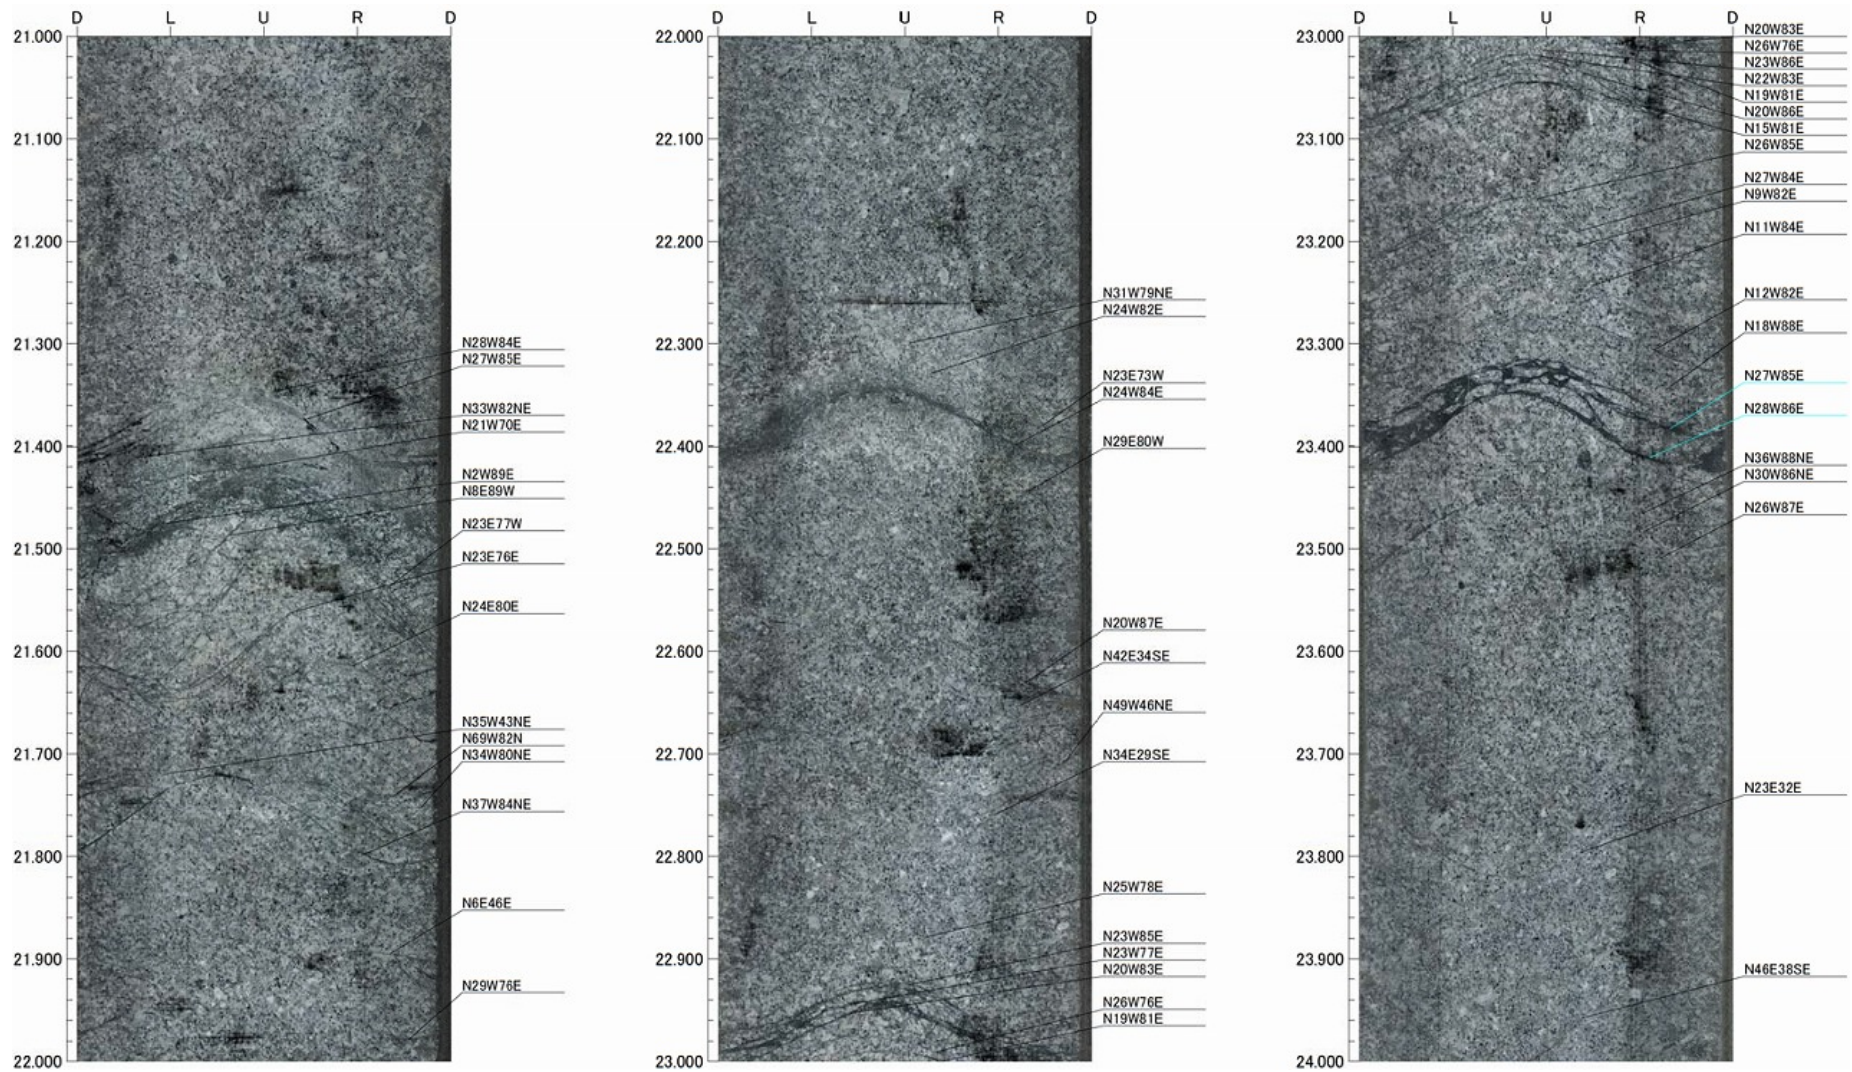 D L U R D
21.000
21.100
21.200
21.300
21.400
21.500
21.600
21.700
21.800
21.900
22.000
N28W84E
N27W85E
N33W82NE
N21W70E
N2W89E
N8E89W
N23E77W
N23E76E
N24E80E
N35W43NE
N69W82N
N34W80NE
N37W84NE
N6E46E
N29W76E
D L U R D
22.000
22.100
22.200
22.300
22.400
22.500
22.600
22.700
22.800
22.900
23.000
N31W79NE
N24W82E
N23E73W
N24W84E
N29E80W
N20W87E
N42E34SE
N49W46NE
N34E29SE
N25W78E
N23W85E
N23W77E
N20W83E
N26W76E
N19W81E
D L U R D
23.000
23.100
23.200
23.300
23.400
23.500
23.600
23.700
23.800
23.900
24.000
N20W83E
N26W76E
N23W86E
N22W83E
N19W81E
N20W86E
N15W81E
N26W85E
N27W84E
N9W82E
N11W84E
N12W82E
N18W88E
N27W85E
N28W86E
N36W88NE
N30W86NE
N26W87E
N23E32E
N46E38SE